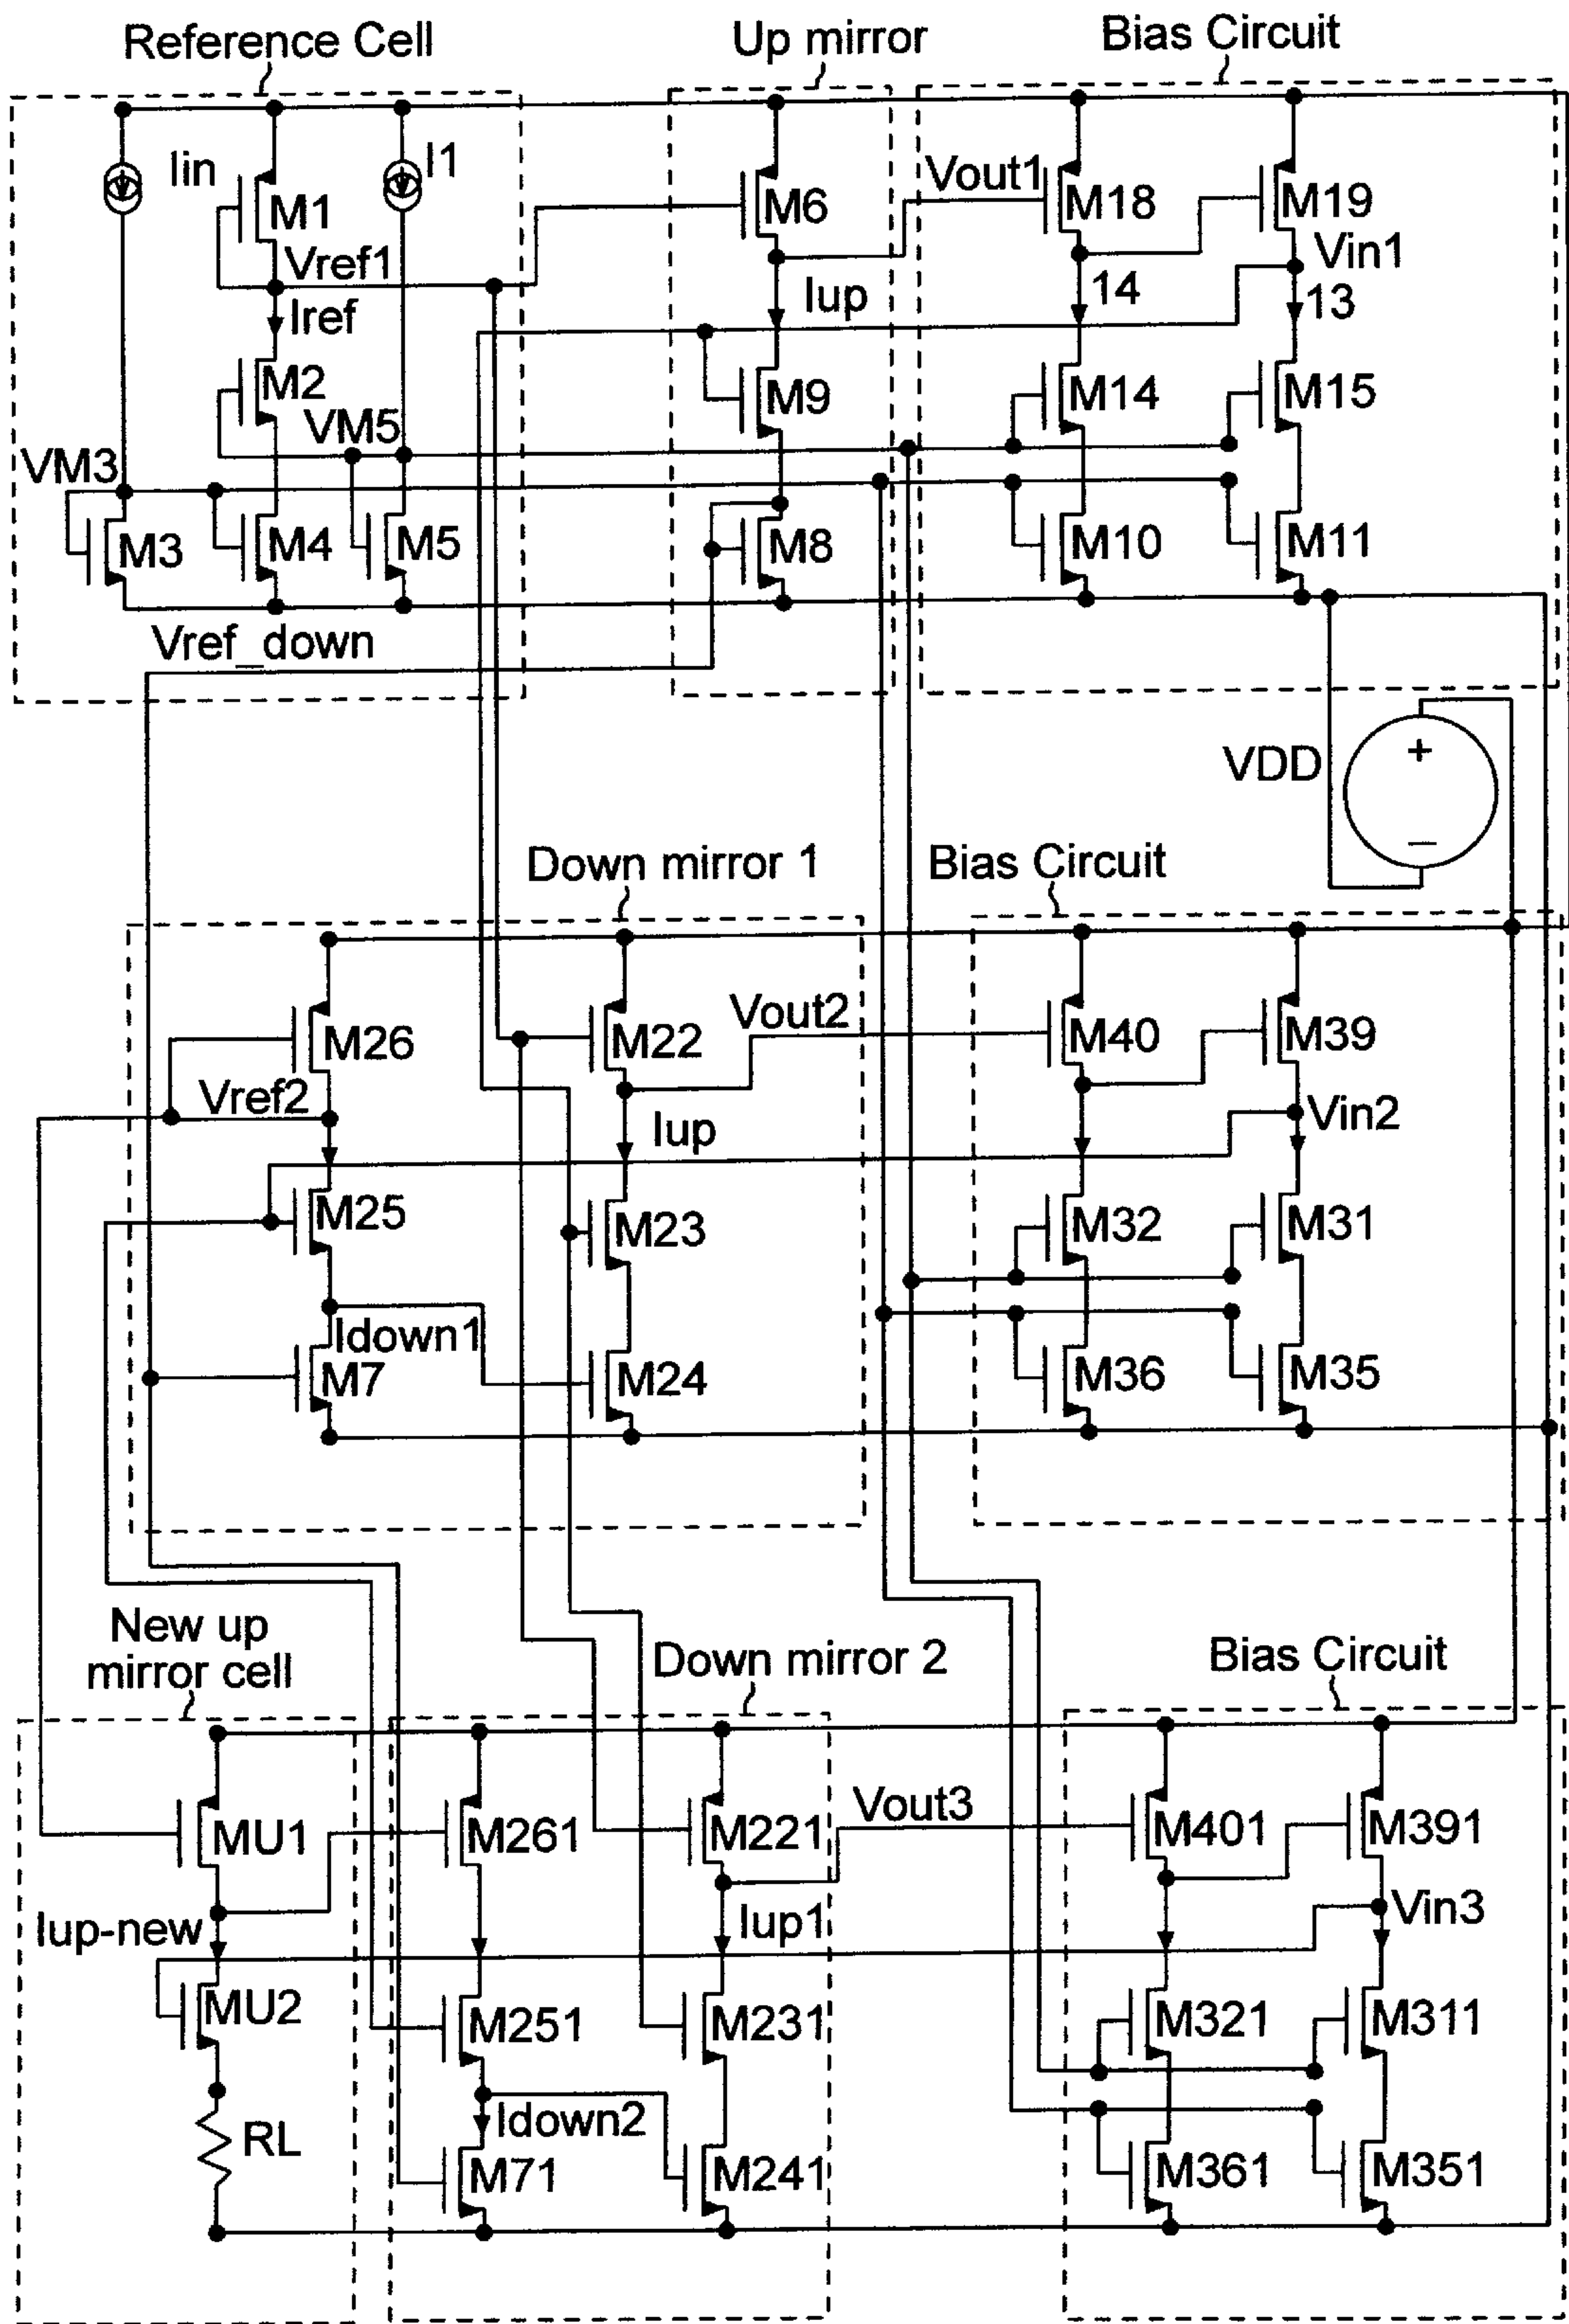 Reference Cell
Up mirror
Bias Circuit
Iin
I1
M1
M6
Vout1
M18
M19
Vref1
Vin1
Iref
Iup
14
13
M2
M9
M14
M15
VM5
VM3
M3
M4
M5
M8
M10
M11
Vref_down
VDD
+
−
Down mirror 1
Bias Circuit
M26
M22
Vout2
M40
M39
Vref2
Iup
Vin2
M25
M23
M32
M31
Idown1
M7
M24
M36
M35
New up
mirror cell
Down mirror 2
Bias Circuit
MU1
M261
M221
Vout3
M401
M391
Iup-new
Iup1
Vin3
MU2
M251
M231
M321
M311
RL
Idown2
M71
M241
M361
M351